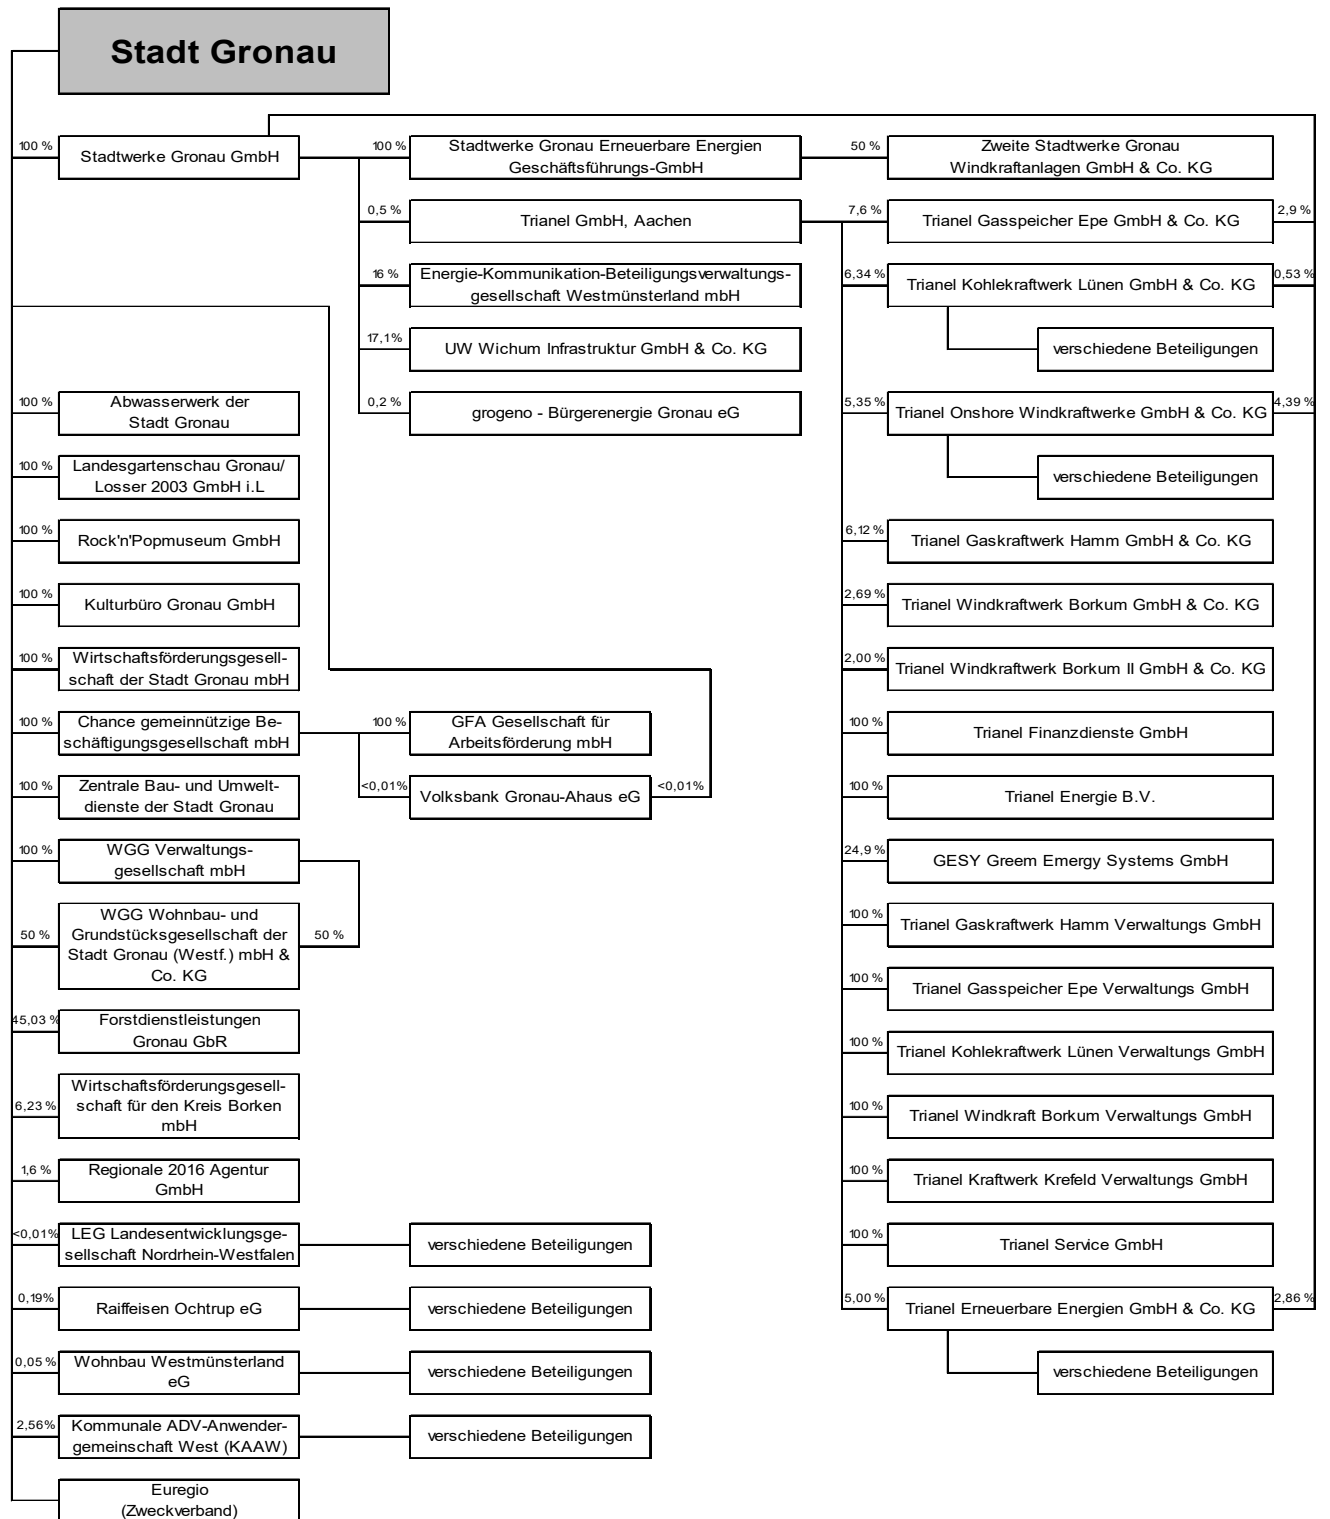 Stadt Gronau
100 %
Stadtwerke Gronau GmbH
100 %
Stadtwerke Gronau Erneuerbare Energien
Geschäftsführungs-GmbH
50 %
Zweite Stadtwerke Gronau
Windkraftanlagen GmbH & Co. KG
0,5 %
Trianel GmbH, Aachen
7,6 %
Trianel Gasspeicher Epe GmbH & Co. KG
2,9 %
16 %
Energie-Kommunikation-Beteiligungsverwaltungs-
gesellschaft Westmünsterland mbH
6,34 %
Trianel Kohlekraftwerk Lünen GmbH & Co. KG
0,53 %
17,1%
UW Wichum Infrastruktur GmbH & Co. KG
verschiedene Beteiligungen
100 %
Abwasserwerk der
Stadt Gronau
0,2 %
grogeno - Bürgerenergie Gronau eG
5,35 %
Trianel Onshore Windkraftwerke GmbH & Co. KG
4,39 %
100 %
Landesgartenschau Gronau/
Losser 2003 GmbH i.L
verschiedene Beteiligungen
100 %
Rock'n'Popmuseum GmbH
6,12 %
Trianel Gaskraftwerk Hamm GmbH & Co. KG
100 %
Kulturbüro Gronau GmbH
2,69 %
Trianel Windkraftwerk Borkum GmbH & Co. KG
100 %
Wirtschaftsförderungsgesell-
schaft der Stadt Gronau mbH
2,00 %
Trianel Windkraftwerk Borkum II GmbH & Co. KG
100 %
Chance gemeinnützige Be-
schäftigungsgesellschaft mbH
100 %
GFA Gesellschaft für
Arbeitsförderung mbH
100 %
Trianel Finanzdienste GmbH
100 %
Zentrale Bau- und Umwelt-
dienste der Stadt Gronau
<0,01%
Volksbank Gronau-Ahaus eG
<0,01%
100 %
Trianel Energie B.V.
100 %
WGG Verwaltungs-
gesellschaft mbH
24,9 %
GESY Greem Emergy Systems GmbH
50 %
WGG Wohnbau- und
Grundstücksgesellschaft der
Stadt Gronau (Westf.) mbH &
Co. KG
50 %
100 %
Trianel Gaskraftwerk Hamm Verwaltungs GmbH
100 %
Trianel Gasspeicher Epe Verwaltungs GmbH
45,03 %
Forstdienstleistungen
Gronau GbR
100 %
Trianel Kohlekraftwerk Lünen Verwaltungs GmbH
6,23 %
Wirtschaftsförderungsgesell-
schaft für den Kreis Borken
mbH
100 %
Trianel Windkraft Borkum Verwaltungs GmbH
1,6 %
Regionale 2016 Agentur
GmbH
100 %
Trianel Kraftwerk Krefeld Verwaltungs GmbH
<0,01%
LEG Landesentwicklungsge-
sellschaft Nordrhein-Westfalen
verschiedene Beteiligungen
100 %
Trianel Service GmbH
0,19%
Raiffeisen Ochtrup eG
verschiedene Beteiligungen
5,00 %
Trianel Erneuerbare Energien GmbH & Co. KG
2,86 %
0,05 %
Wohnbau Westmünsterland
eG
verschiedene Beteiligungen
verschiedene Beteiligungen
2,56%
Kommunale ADV-Anwender-
gemeinschaft West (KAAW)
verschiedene Beteiligungen
Euregio
(Zweckverband)